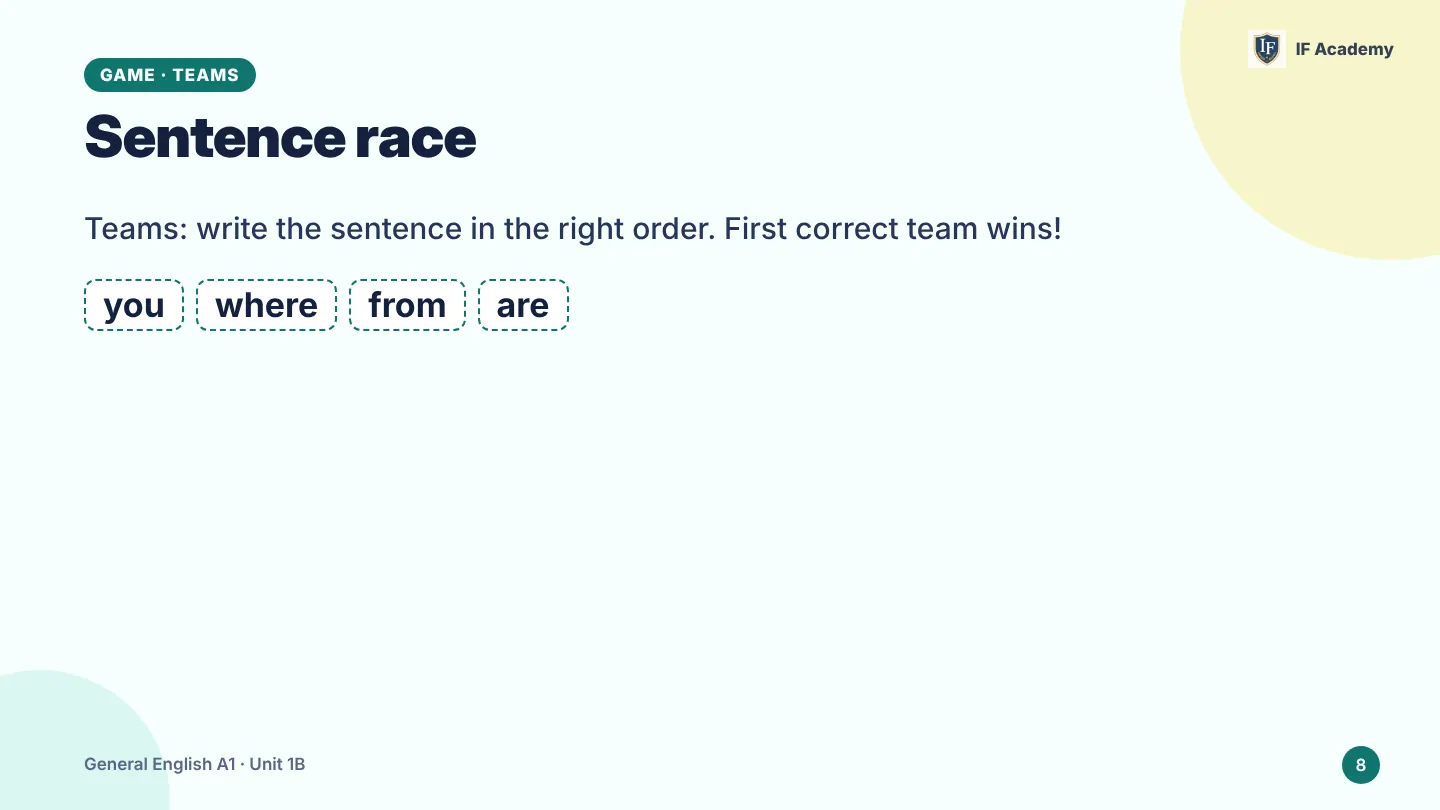 IF
IF Academy
GAME · TEAMS
Sentence race
Teams: write the sentence in the right order. First correct team wins!
you where from are
General English A1 · Unit 1B
8